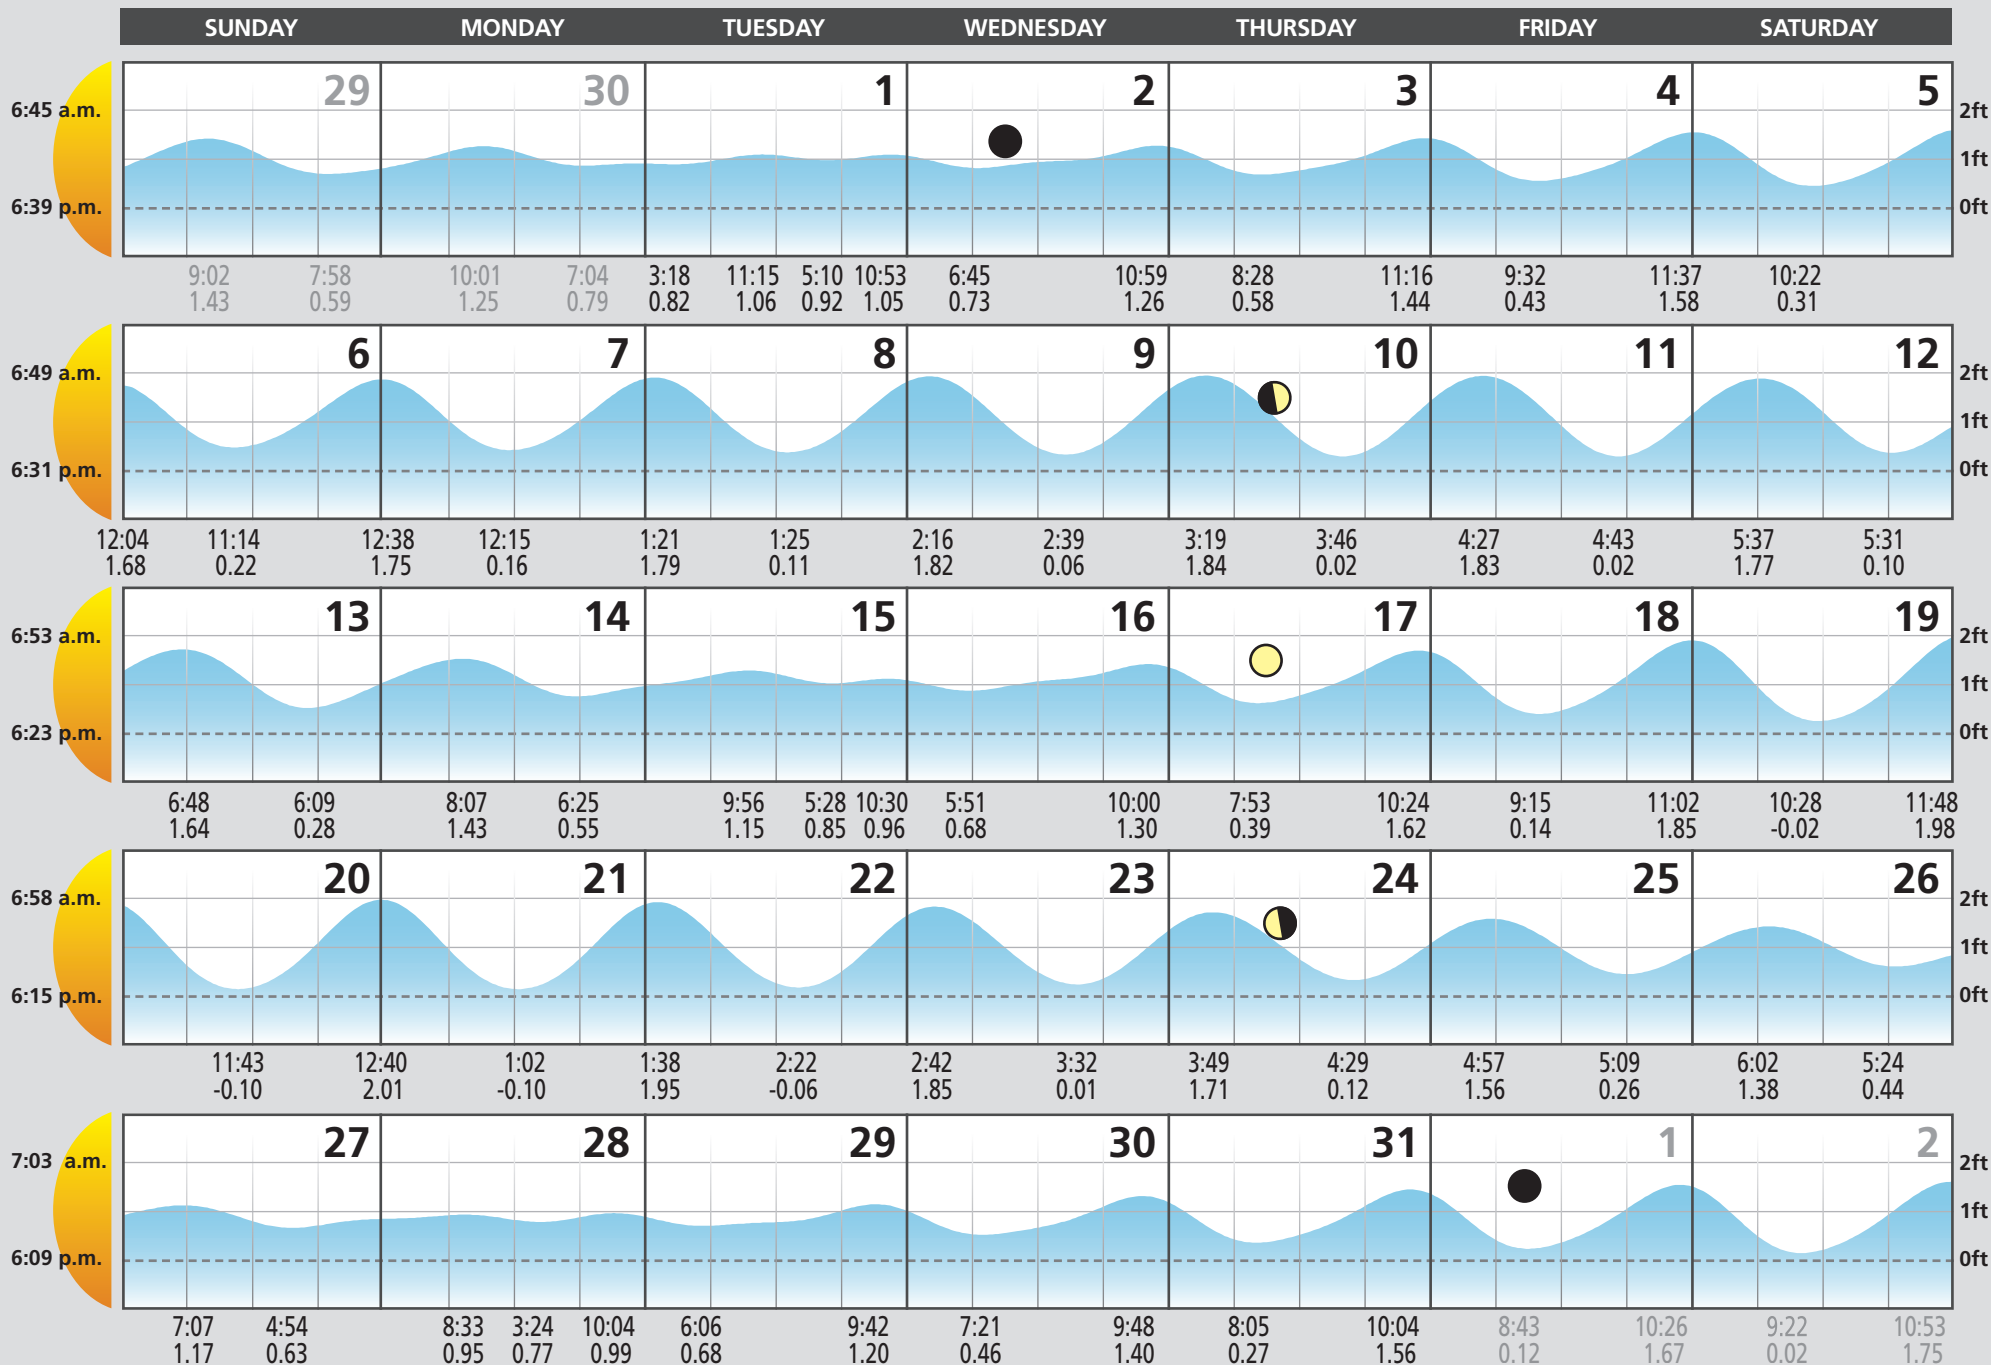 SUNDAY MONDAY TUESDAY WEDNESDAY THURSDAY FRIDAY SATURDAY
29 30 1 2 3 4 5
6:45 a.m. 2ft
1ft
6:39 p.m. 0ft
9:02 7:58 10:01 7:04 3:18 11:15 5:10 10:53 6:45 10:59 8:28 11:16 9:32 11:37 10:22
1.43 0.59 1.25 0.79 0.82 1.06 0.92 1.05 0.73 1.26 0.58 1.44 0.43 1.58 0.31
6 7 8 9 10 11 12
6:49 a.m. 2ft
1ft
6:31 p.m. 0ft
12:04 11:14 12:38 12:15 1:21 1:25 2:16 2:39 3:19 3:46 4:27 4:43 5:37 5:31
1.68 0.22 1.75 0.16 1.79 0.11 1.82 0.06 1.84 0.02 1.83 0.02 1.77 0.10
13 14 15 16 17 18 19
6:53 a.m. 2ft
1ft
6:23 p.m. 0ft
6:48 6:09 8:07 6:25 9:56 5:28 10:30 5:51 10:00 7:53 10:24 9:15 11:02 10:28 11:48
1.64 0.28 1.43 0.55 1.15 0.85 0.96 0.68 1.30 0.39 1.62 0.14 1.85 -0.02 1.98
20 21 22 23 24 25 26
6:58 a.m. 2ft
1ft
6:15 p.m. 0ft
11:43 12:40 1:02 1:38 2:22 2:42 3:32 3:49 4:29 4:57 5:09 6:02 5:24
-0.10 2.01 -0.10 1.95 -0.06 1.85 0.01 1.71 0.12 1.56 0.26 1.38 0.44
27 28 29 30 31 1 2
7:03 a.m. 2ft
1ft
6:09 p.m. 0ft
7:07 4:54 8:33 3:24 10:04 6:06 9:42 7:21 9:48 8:05 10:04 8:43 10:26 9:22 10:53
1.17 0.63 0.95 0.77 0.99 0.68 1.20 0.46 1.40 0.27 1.56 0.12 1.67 0.02 1.75